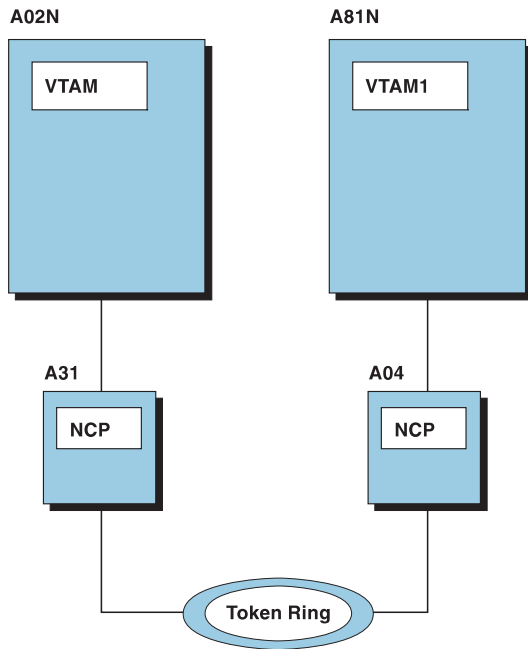 A02N
A81N
VTAM
VTAM1
A31
A04
NCP
NCP
Token Ring